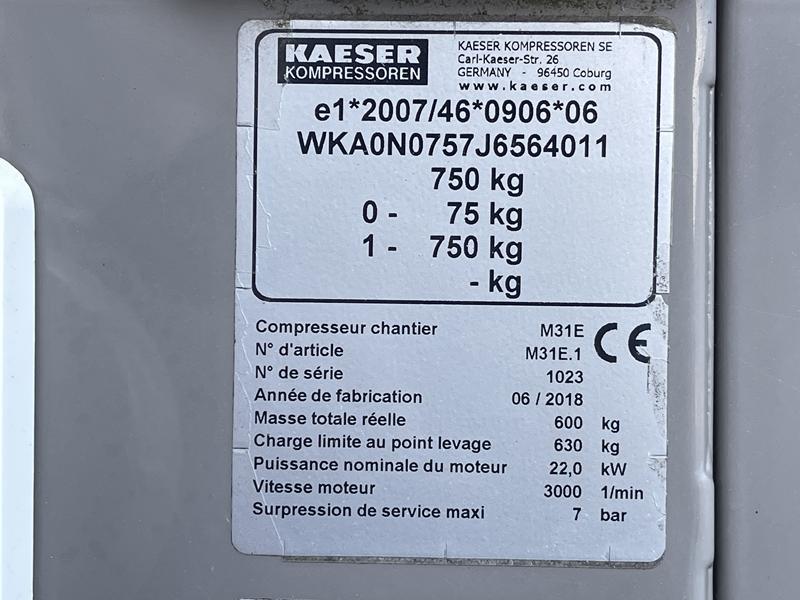 KAESER
KOMPRESSOREN
KAESER KOMPRESSOREN SE
Carl-Kaeser-Str. 26
GERMANY - 96450 Coburg
www.kaeser.com
e1*2007/46*0906*06
WKA0N0757J6564011
750 kg
0 - 75 kg
1 - 750 kg
- kg
Compresseur chantier M31E
N° d'article M31E.1
N° de série 1023
Année de fabrication 06 / 2018
Masse totale réelle 600 kg
Charge limite au point levage 630 kg
Puissance nominale du moteur 22,0 kW
Vitesse moteur 3000 1/min
Surpression de service maxi 7 bar
CE